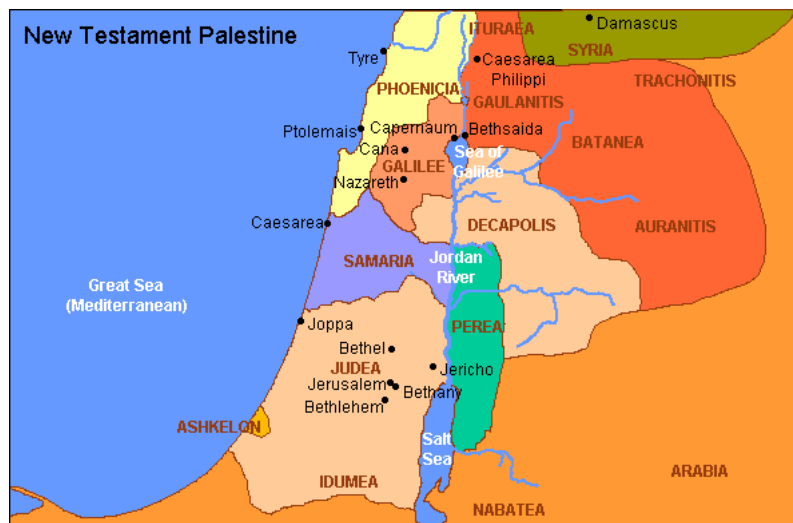 New Testament Palestine
ITURAEA
Damascus
SYRIA
Tyre
Caesarea
Philippi
TRACHONITIS
PHOENICIA
GAULANITIS
Ptolemais
Capernaum
Bethsaida
BATANEA
Cana
Sea of
Galilee
GALILEE
Nazareth
Caesarea
DECAPOLIS
AURANITIS
SAMARIA
Jordan
River
Great Sea
(Mediterranean)
Joppa
PEREA
Bethel
JUDEA
Jericho
Jerusalem
Bethany
Bethlehem
ASHKELON
Salt
Sea
IDUMEA
ARABIA
NABATEA